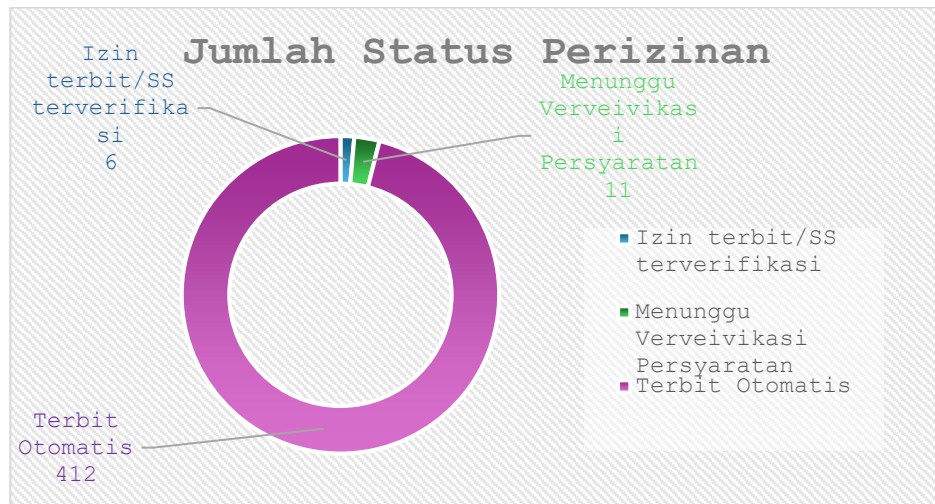 Jumlah Status Perizinan
Izin
terbit/SS
terverifika
si
6
Menunggu
Verveivikas
i
Persyaratan
11
Izin terbit/SS
terverifikasi
Menunggu
Verveivikasi
Persyaratan
Terbit Otomatis
Terbit
Otomatis
412